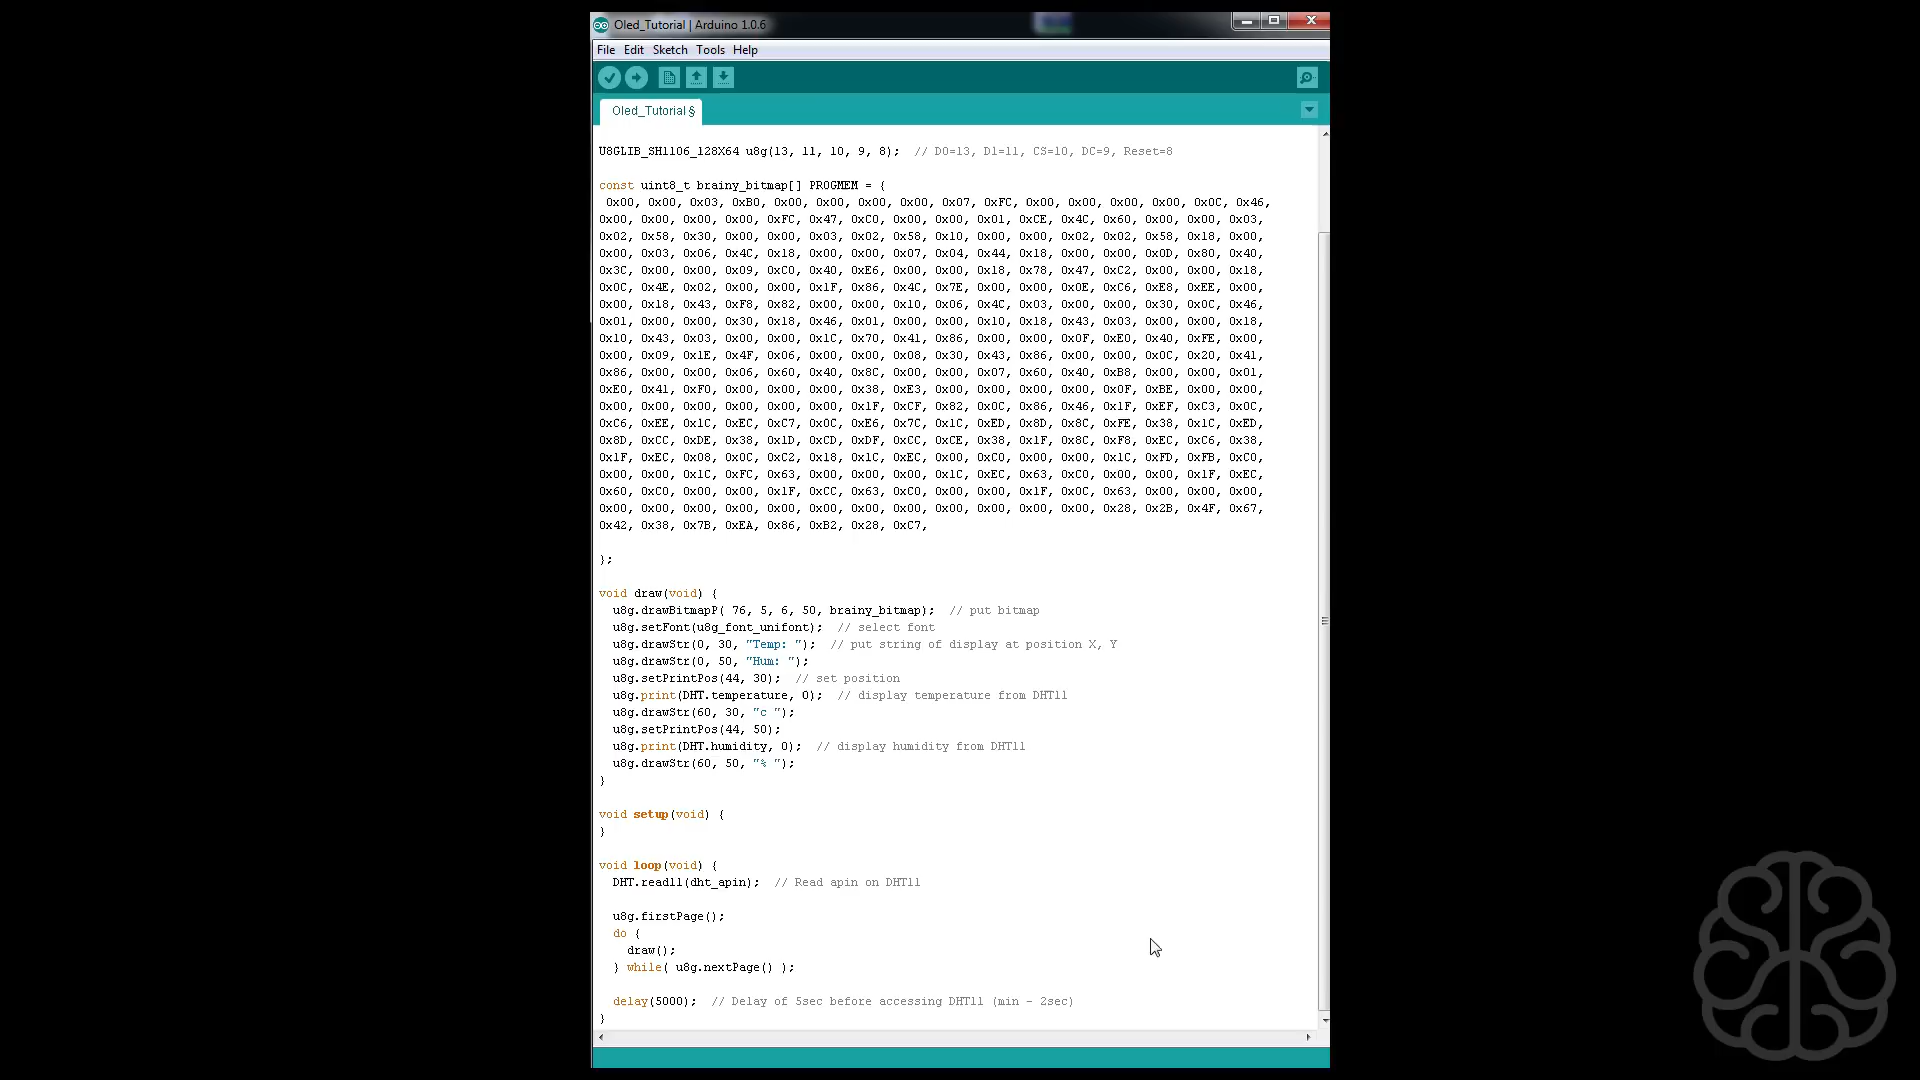 Oled_Tutorial | Arduino 1.0.6
File Edit Sketch Tools Help
Oled_Tutorial §
U8GLIB_SH1106_128X64 u8g(13, 11, 10, 9, 8);  // D0=13, D1=11, CS=10, DC=9, Reset=8
const uint8_t brainy_bitmap[] PROGMEM = {
0x00, 0x00, 0x03, 0xB0, 0x00, 0x00, 0x00, 0x00, 0x07, 0xFC, 0x00, 0x00, 0x00, 0x00, 0x0C, 0x46,
0x00, 0x00, 0x00, 0x00, 0xFC, 0x47, 0xC0, 0x00, 0x00, 0x01, 0xCE, 0x4C, 0x60, 0x00, 0x00, 0x03,
0x02, 0x58, 0x30, 0x00, 0x00, 0x03, 0x02, 0x58, 0x10, 0x00, 0x00, 0x02, 0x02, 0x58, 0x18, 0x00,
0x00, 0x03, 0x06, 0x4C, 0x18, 0x00, 0x00, 0x07, 0x04, 0x44, 0x18, 0x00, 0x00, 0x0D, 0x80, 0x40,
0x3C, 0x00, 0x00, 0x09, 0xC0, 0x40, 0xE6, 0x00, 0x00, 0x18, 0x78, 0x47, 0xC2, 0x00, 0x00, 0x18,
0x0C, 0x4E, 0x02, 0x00, 0x00, 0x1F, 0x86, 0x4C, 0x7E, 0x00, 0x00, 0x0E, 0xC6, 0xE8, 0xEE, 0x00,
0x00, 0x18, 0x43, 0xF8, 0x82, 0x00, 0x00, 0x10, 0x06, 0x4C, 0x03, 0x00, 0x00, 0x30, 0x0C, 0x46,
0x01, 0x00, 0x00, 0x30, 0x18, 0x46, 0x01, 0x00, 0x00, 0x10, 0x18, 0x43, 0x03, 0x00, 0x00, 0x18,
0x10, 0x43, 0x03, 0x00, 0x00, 0x1C, 0x70, 0x41, 0x86, 0x00, 0x00, 0x0F, 0xE0, 0x40, 0xFE, 0x00,
0x00, 0x09, 0x1E, 0x4F, 0x06, 0x00, 0x00, 0x08, 0x30, 0x43, 0x86, 0x00, 0x00, 0x0C, 0x20, 0x41,
0x86, 0x00, 0x00, 0x06, 0x60, 0x40, 0x8C, 0x00, 0x00, 0x07, 0x60, 0x40, 0xB8, 0x00, 0x00, 0x01,
0xE0, 0x41, 0xF0, 0x00, 0x00, 0x00, 0x38, 0xE3, 0x00, 0x00, 0x00, 0x00, 0x0F, 0xBE, 0x00, 0x00,
0x00, 0x00, 0x00, 0x00, 0x00, 0x00, 0x1F, 0xCF, 0x82, 0x0C, 0x86, 0x46, 0x1F, 0xEF, 0xC3, 0x0C,
0xC6, 0xEE, 0x1C, 0xEC, 0xC7, 0x0C, 0xE6, 0x7C, 0x1C, 0xED, 0x8D, 0x8C, 0xFE, 0x38, 0x1C, 0xED,
0x8D, 0xCC, 0xDE, 0x38, 0x1D, 0xCD, 0xDF, 0xCC, 0xCE, 0x38, 0x1F, 0x8C, 0xF8, 0xEC, 0xC6, 0x38,
0x1F, 0xEC, 0x08, 0x0C, 0xC2, 0x18, 0x1C, 0xEC, 0x00, 0xC0, 0x00, 0x00, 0x1C, 0xFD, 0xFB, 0xC0,
0x00, 0x00, 0x1C, 0xFC, 0x63, 0x00, 0x00, 0x00, 0x1C, 0xEC, 0x63, 0xC0, 0x00, 0x00, 0x1F, 0xEC,
0x60, 0xC0, 0x00, 0x00, 0x1F, 0xCC, 0x63, 0xC0, 0x00, 0x00, 0x1F, 0x0C, 0x63, 0x00, 0x00, 0x00,
0x00, 0x00, 0x00, 0x00, 0x00, 0x00, 0x00, 0x00, 0x00, 0x00, 0x00, 0x28, 0x2B, 0x4F, 0x67,
0x42, 0x38, 0x7B, 0xEA, 0x86, 0xB2, 0x28, 0xC7,
};
void draw(void) {
u8g.drawBitmapP( 76, 5, 6, 50, brainy_bitmap);  // put bitmap
u8g.setFont(u8g_font_unifont);  // select font
u8g.drawStr(0, 30, "Temp: ");  // put string of display at position X, Y
u8g.drawStr(0, 50, "Hum: ");
u8g.setPrintPos(44, 30);  // set position
u8g.print(DHT.temperature, 0);  // display temperature from DHT11
u8g.drawStr(60, 30, "c ");
u8g.setPrintPos(44, 50);
u8g.print(DHT.humidity, 0);  // display humidity from DHT11
u8g.drawStr(60, 50, "% ");
}
void setup(void) {
}
void loop(void) {
DHT.read11(dht_apin);  // Read apin on DHT11
u8g.firstPage();
do {
draw();
} while( u8g.nextPage() );
delay(5000);  // Delay of 5sec before accessing DHT11 (min - 2sec)
}